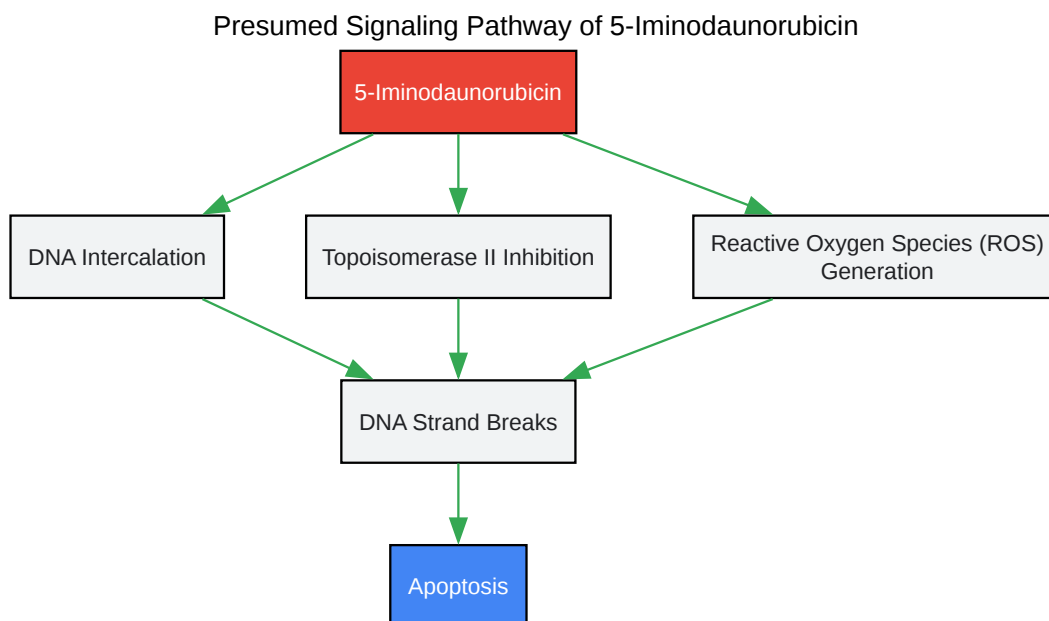 Presumed Signaling Pathway of 5-Iminodaunorubicin
5-Iminodaunorubicin
DNA Intercalation
Topoisomerase II Inhibition
Reactive Oxygen Species (ROS)
Generation
DNA Strand Breaks
Apoptosis